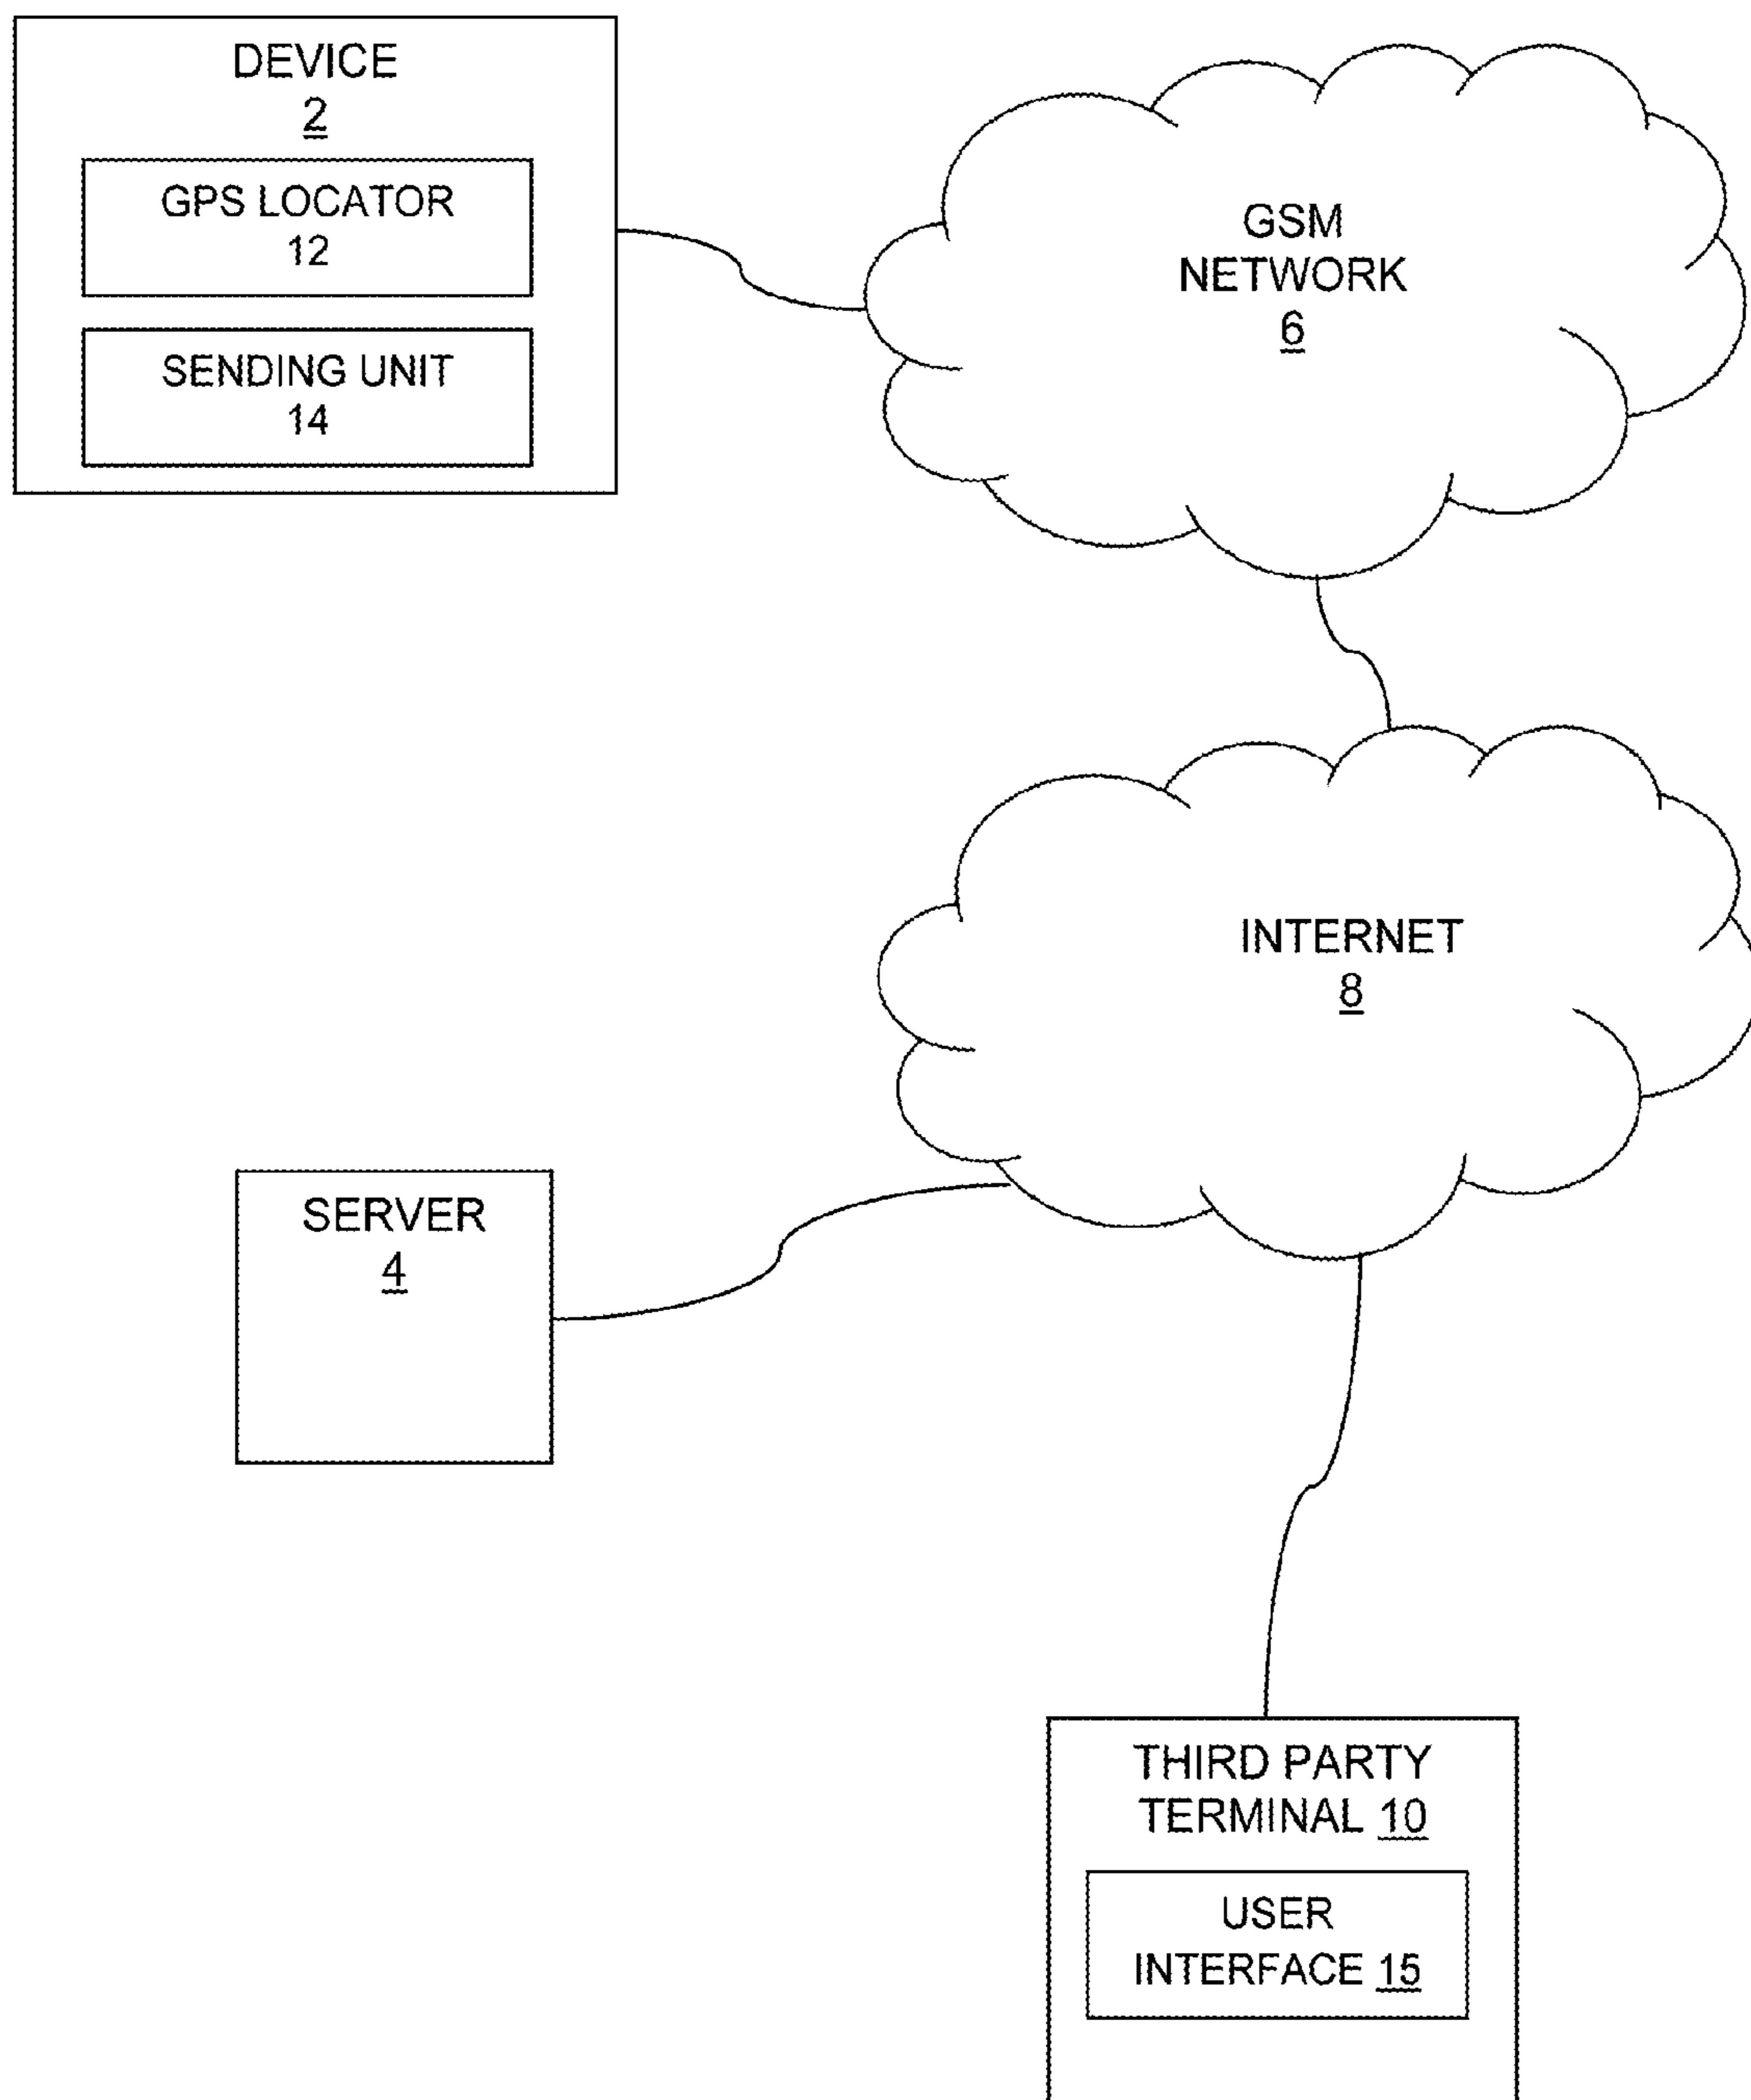 DEVICE
2
GPS LOCATOR
12
SENDING UNIT
14
GSM
NETWORK
6
INTERNET
8
SERVER
4
THIRD PARTY
TERMINAL 10
USER
INTERFACE 15